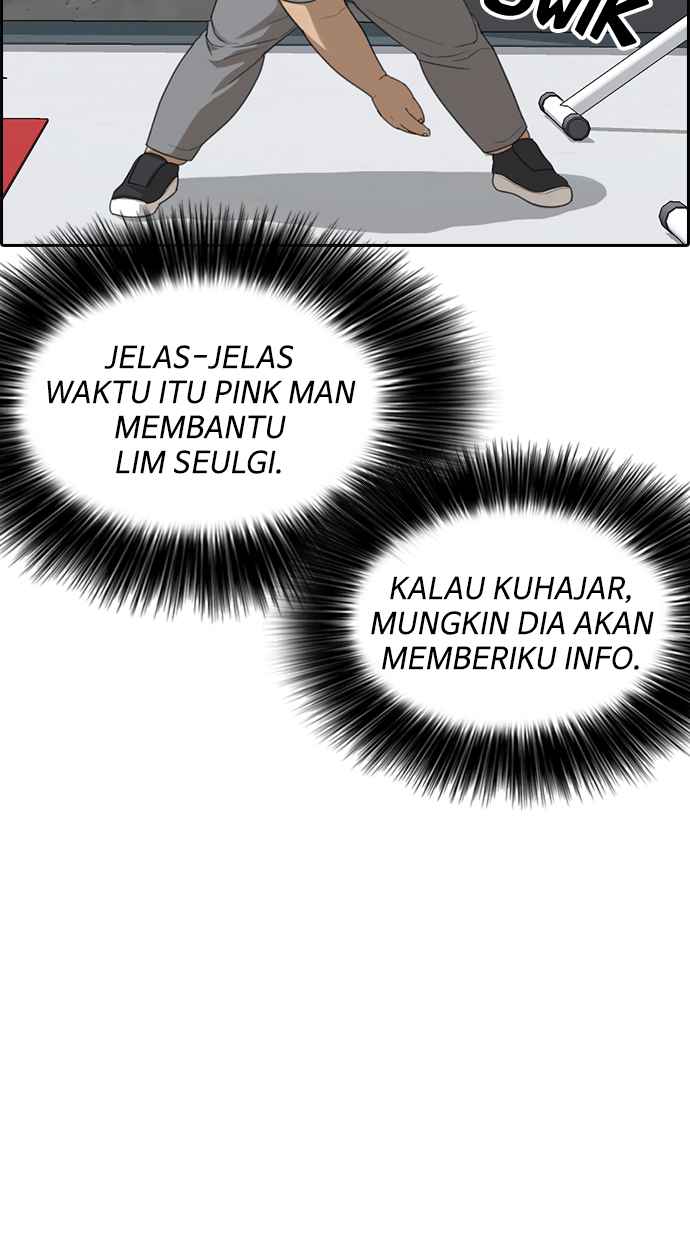 JELAS-JELAS
WAKTU ITU PINK MAN
MEMBANTU
LIM SEULGI.
KALAU KUHAJAR,
MUNGKIN DIA AKAN
MEMBERIKU INFO.